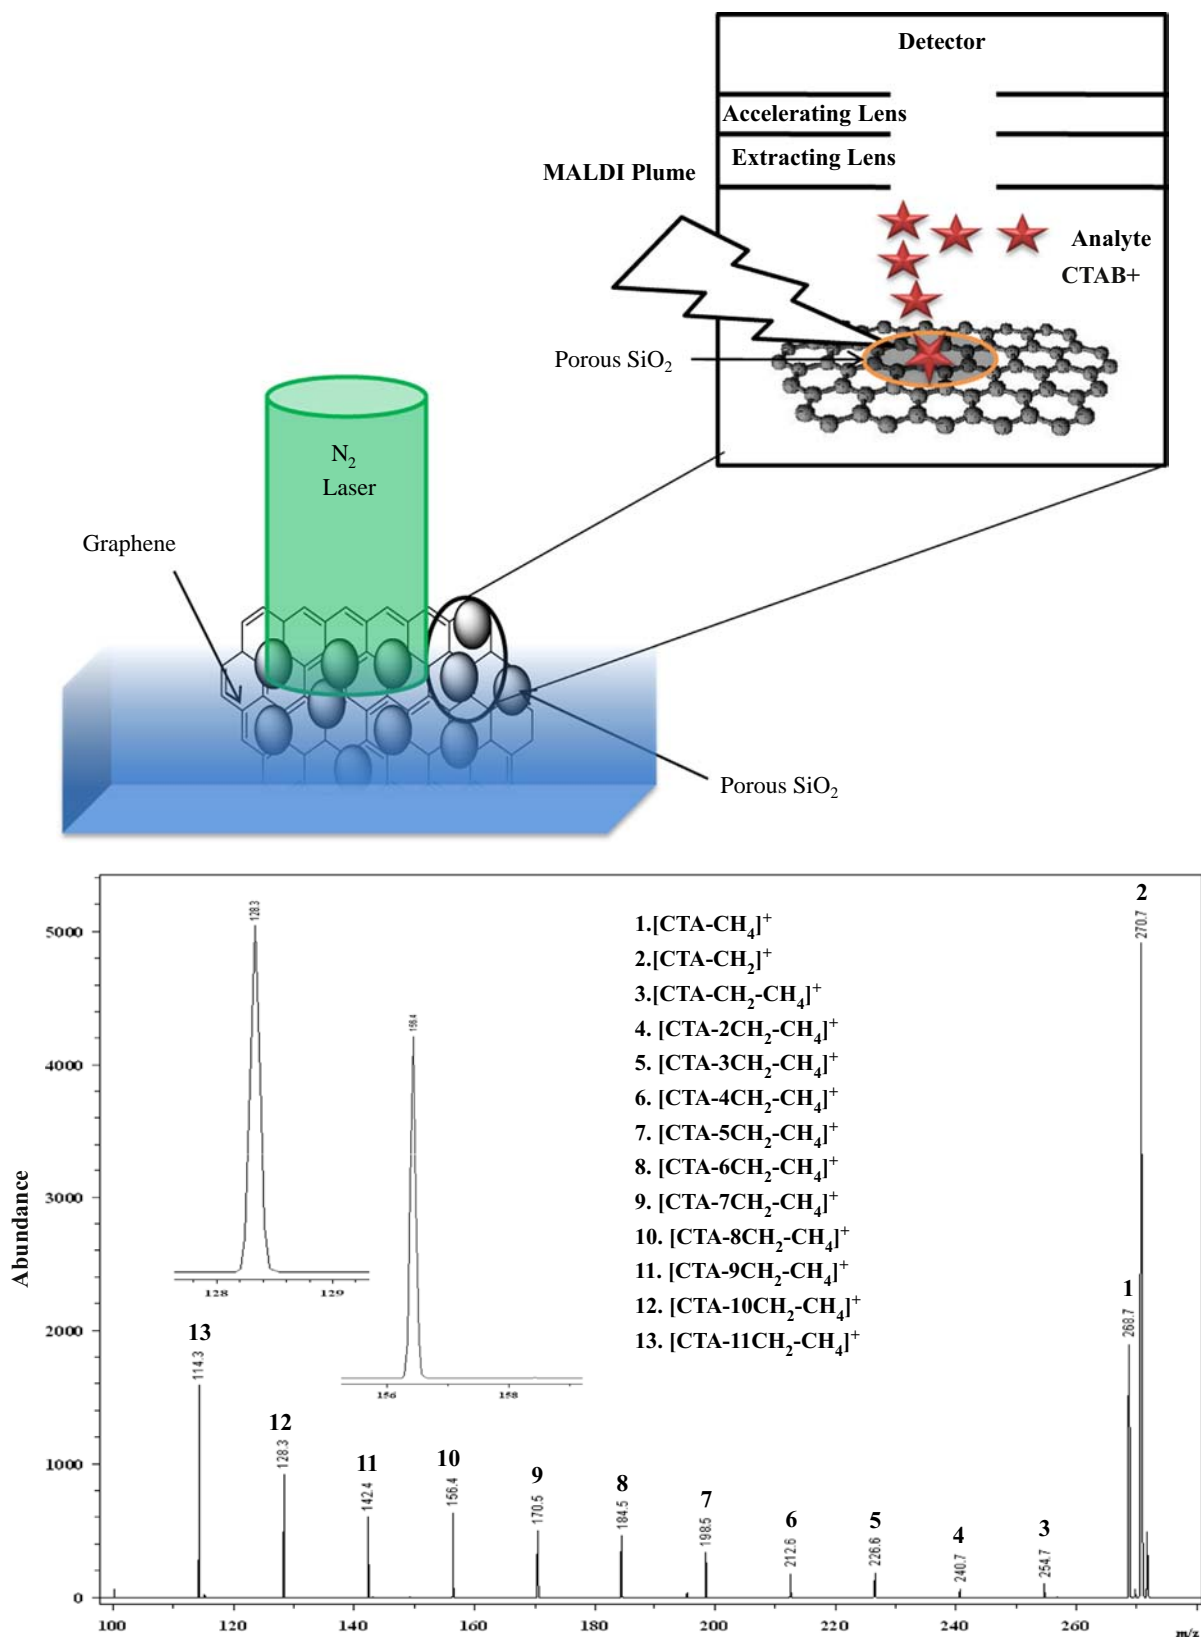 Detector
Accelerating Lens
Extracting Lens
MALDI Plume
Analyte
CTAB+
Porous SiO₂
N₂
Laser
Graphene
Porous SiO₂
2
270.7
128.3
1.[CTA-CH₄]⁺
2.[CTA-CH₂]⁺
3.[CTA-CH₂-CH₄]⁺
4. [CTA-2CH₂-CH₄]⁺
5. [CTA-3CH₂-CH₄]⁺
6. [CTA-4CH₂-CH₄]⁺
7. [CTA-5CH₂-CH₄]⁺
8. [CTA-6CH₂-CH₄]⁺
9. [CTA-7CH₂-CH₄]⁺
10. [CTA-8CH₂-CH₄]⁺
11. [CTA-9CH₂-CH₄]⁺
12. [CTA-10CH₂-CH₄]⁺
13. [CTA-11CH₂-CH₄]⁺
156.4
128 129
156 158
Abundance
5000
4000
3000
2000
1000
0
13
114.3
12
128.3
11
142.4
10
156.4
9
170.5
8
184.5
7
198.5
6
212.6
5
226.6
4
240.7
3
254.7
1
268.7
100 120 140 160 180 200 220 240 260 m/z